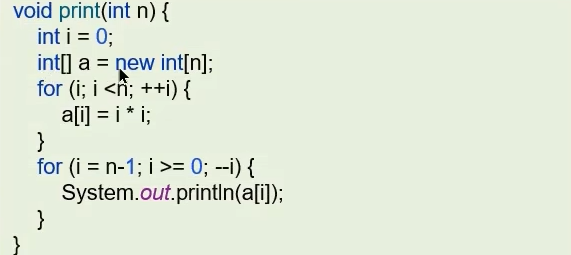 void print(int n) {
int i = 0;
int[] a = new int[n];
for (i; i <n; ++i) {
a[i] = i * i;
}
for (i = n-1; i >= 0; --i) {
System.out.println(a[i]);
}
}